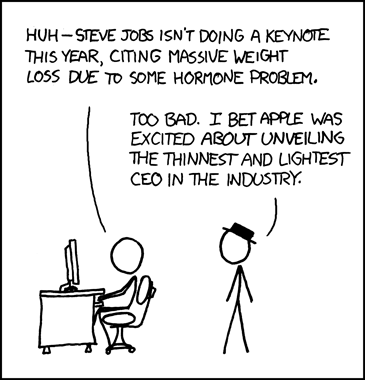 HUH—STEVE JOBS ISN'T DOING A KEYNOTE
THIS YEAR, CITING MASSIVE WEIGHT
LOSS DUE TO SOME HORMONE PROBLEM.
TOO BAD. I BET APPLE WAS
EXCITED ABOUT UNVEILING
THE THINNEST AND LIGHTEST
CEO IN THE INDUSTRY.